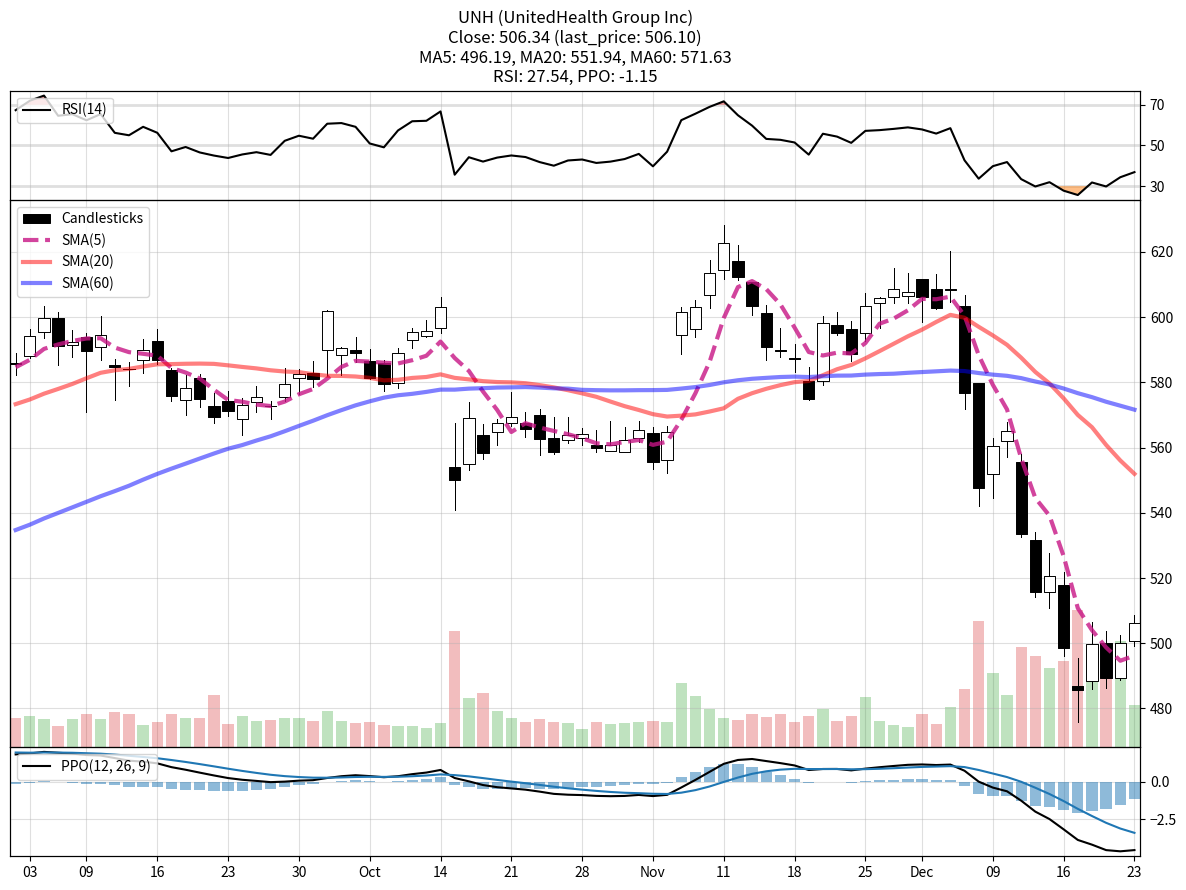 UNH (UnitedHealth Group Inc)
Close: 506.34 (last_price: 506.10)
MA5: 496.19, MA20: 551.94, MA60: 571.63
RSI: 27.54, PPO: -1.15
RSI(14)
70
50
30
Candlesticks
SMA(5)
SMA(20)
SMA(60)
620
600
580
560
540
520
500
480
PPO(12, 26, 9)
0.0
−2.5
03 09 16 23 30 Oct 14 21 28 Nov 11 18 25 Dec 09 16 23